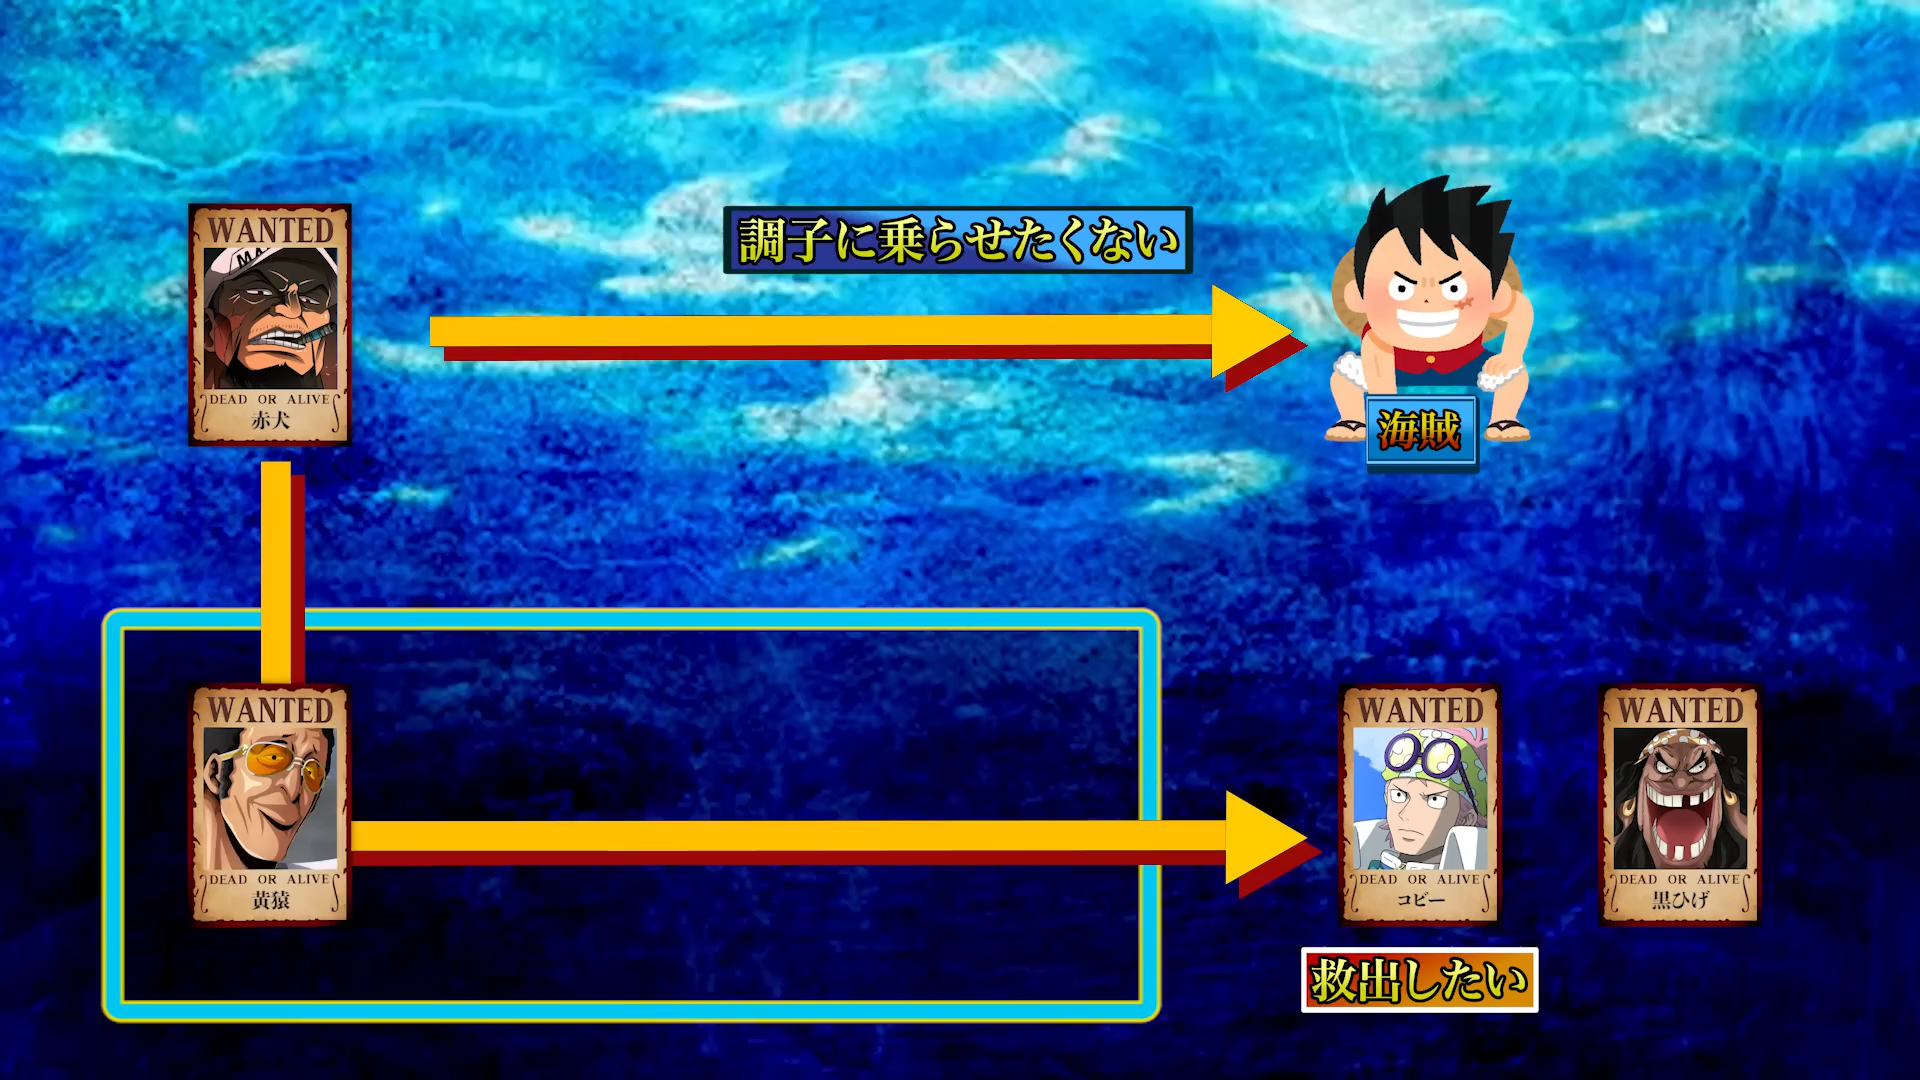 WANTED
MA
DEAD OR ALIVE
赤犬
調子に乗らせたくない
海賊
WANTED
DEAD OR ALIVE
黄猿
WANTED
DEAD OR ALIVE
コビー
救出したい
WANTED
DEAD OR ALIVE
黒ひげ